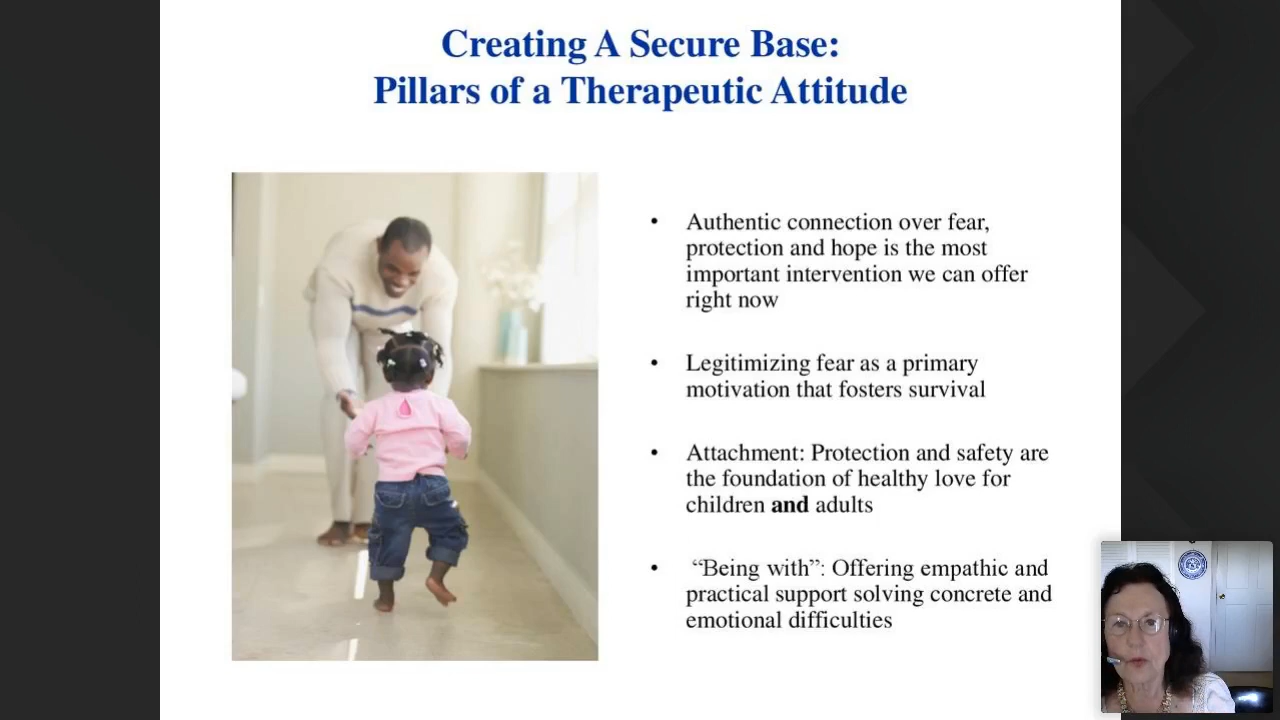 Creating A Secure Base:
Pillars of a Therapeutic Attitude
• Authentic connection over fear,
protection and hope is the most
important intervention we can offer
right now
• Legitimizing fear as a primary
motivation that fosters survival
• Attachment: Protection and safety are
the foundation of healthy love for
children and adults
• “Being with”: Offering empathic and
practical support solving concrete and
emotional difficulties